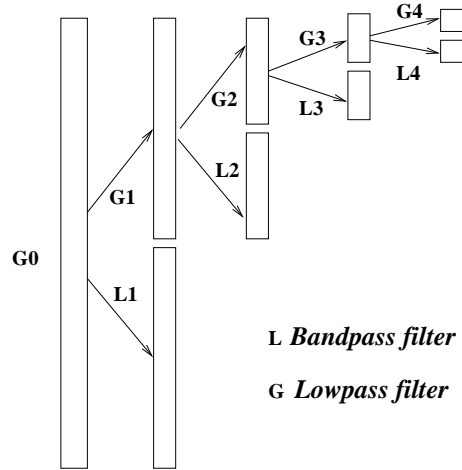 G4
G3
L4
G2
L3
L2
G1
G0
L1
L Bandpass filter
G Lowpass filter